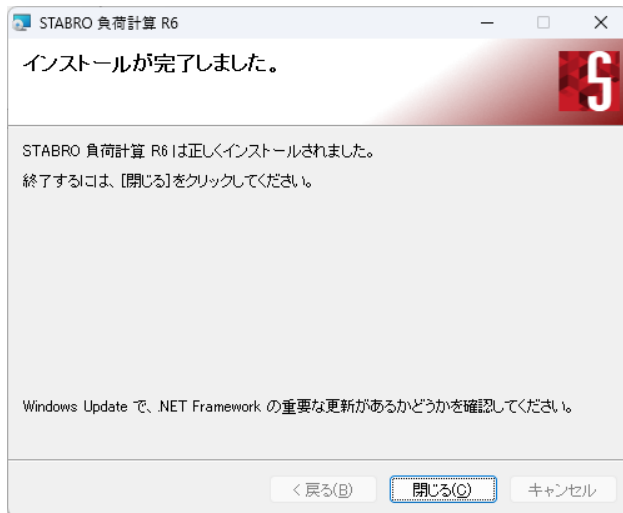 STABRO 負荷計算 R6
インストールが完了しました。
STABRO 負荷計算 R6 は正しくインストールされました。
終了するには、[閉じる]をクリックしてください。
Windows Update で、.NET Framework の重要な更新があるかどうかを確認してください。
< 戻る(B) 閉じる(C) キャンセル